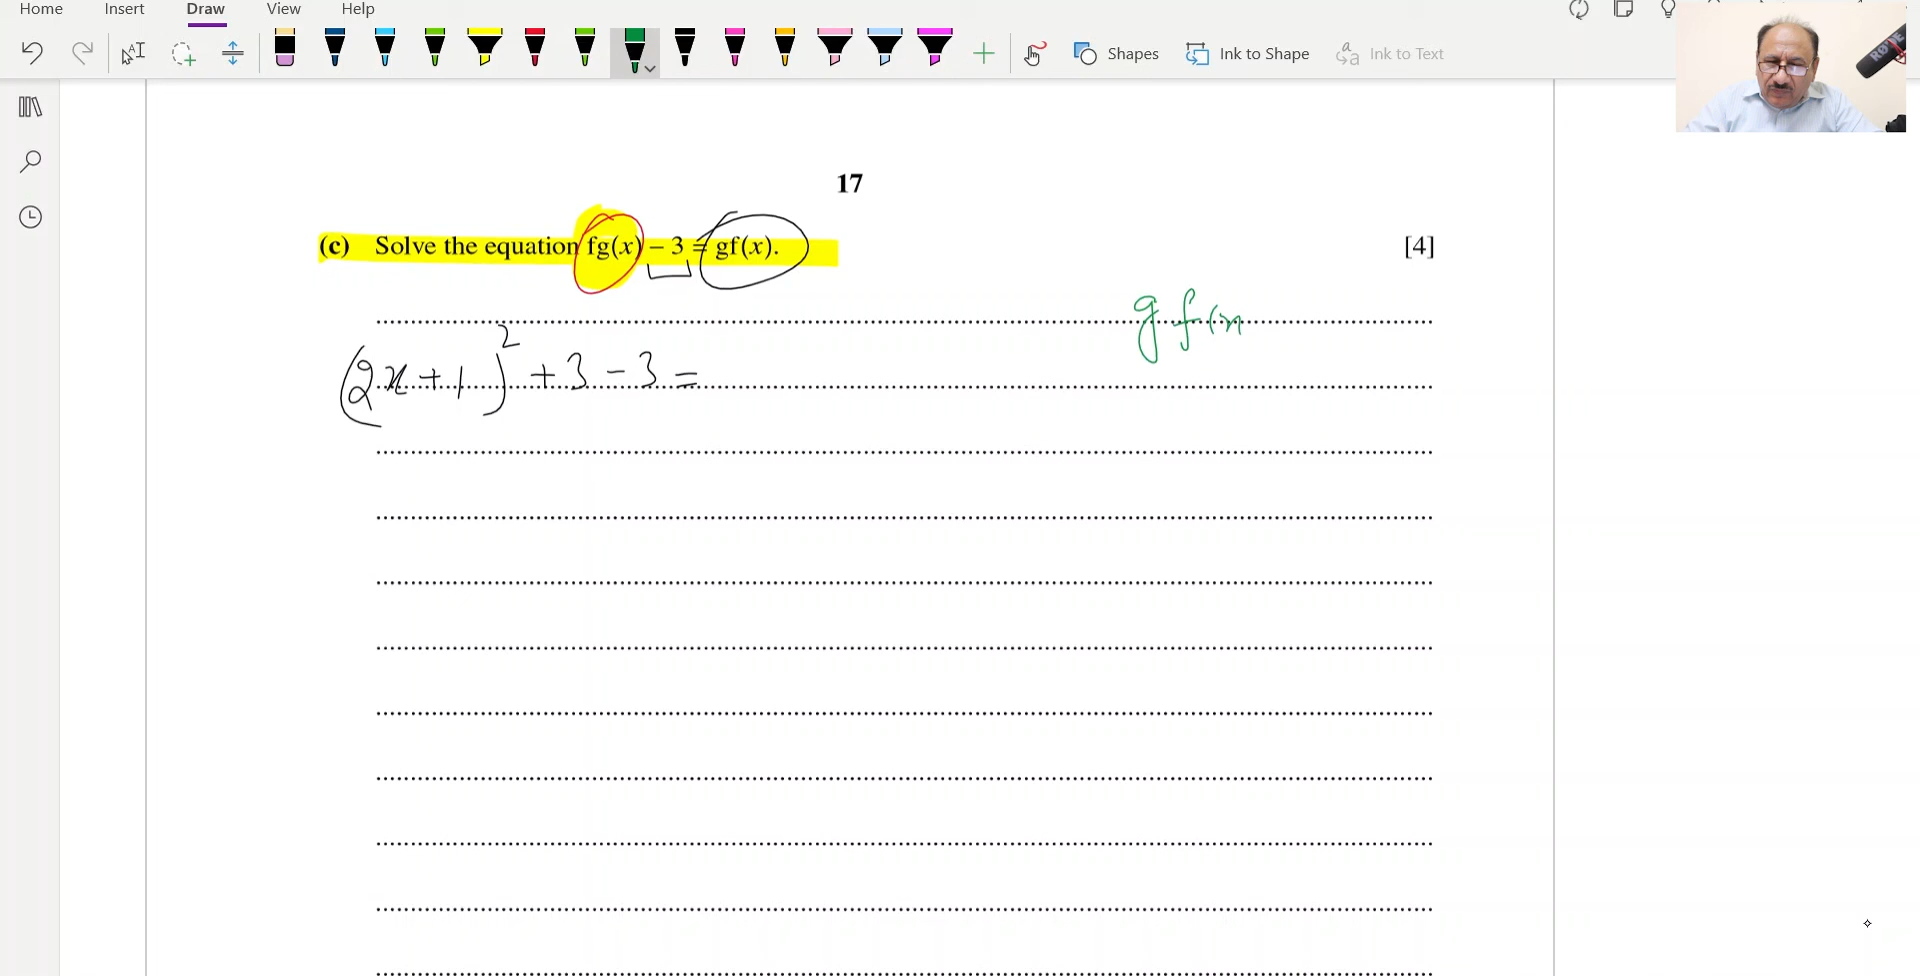 Home Insert Draw View Help
Shapes Ink to Shape Ink to Text
RØDE
17
(c) Solve the equation fg(x) – 3 = gf(x). [4]
g f(x
(2x+1)² +3 −3 =